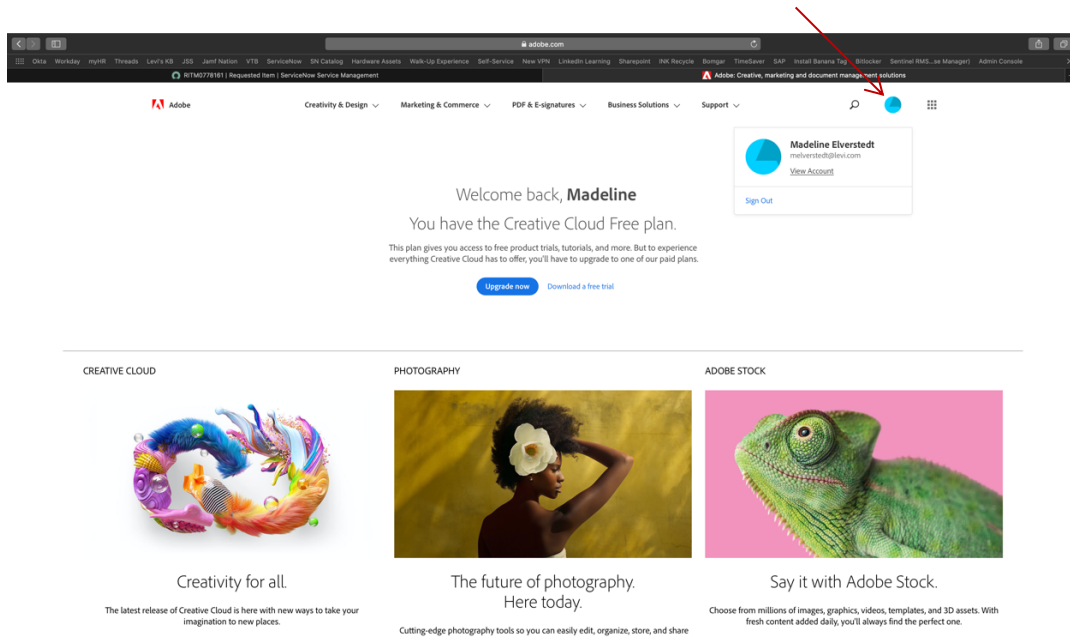 adobe.com
Okta Workday myHR Threads Levi's KB JSS Jamf Nation VTB ServiceNow SN Catalog Hardware Assets Walk-Up Experience Self-Service New VPN LinkedIn Learning Sharepoint INK Recycle Bomgar TimeSaver SAP Install Banana Tag Bitlocker Sentinel RMS...se Manager) Admin Console
RITM0778161 | Requested Item | ServiceNow Service Management
Adobe: Creative, marketing and document management solutions
Adobe Creativity & Design Marketing & Commerce PDF & E-signatures Business Solutions Support
Madeline Elverstedt
melverstedt@levi.com
View Account
Sign Out
Welcome back, Madeline
You have the Creative Cloud Free plan.
This plan gives you access to free product trials, tutorials, and more. But to experience
everything Creative Cloud has to offer, you'll have to upgrade to one of our paid plans.
Upgrade now Download a free trial
CREATIVE CLOUD
Creativity for all.
The latest release of Creative Cloud is here with new ways to take your
imagination to new places.
PHOTOGRAPHY
The future of photography.
Here today.
Cutting-edge photography tools so you can easily edit, organize, store, and share
ADOBE STOCK
Say it with Adobe Stock.
Choose from millions of images, graphics, videos, templates, and 3D assets. With
fresh content added daily, you'll always find the perfect one.